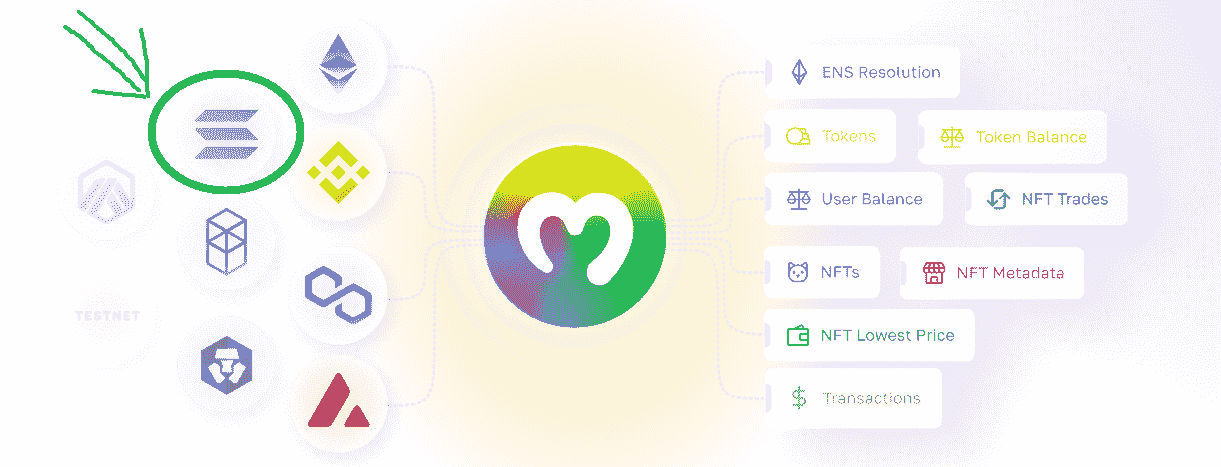 ENS Resolution
Tokens
Token Balance
User Balance
NFT Trades
NFTs
NFT Metadata
TESTNET
NFT Lowest Price
Transactions